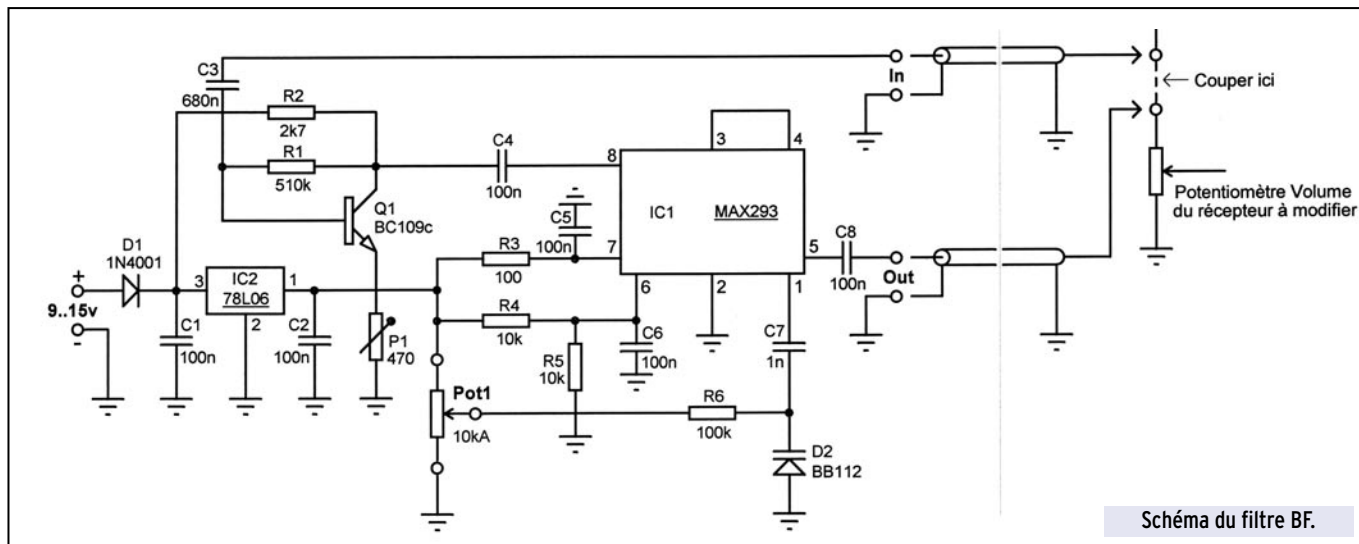 C3
680n
R2
2k7
R1
510k
Q1
BC109c
D1
1N4001
+
9..15v
-
C1
100n
3
IC2
78L06
1
2
C2
100n
P1
470
C4
100n
C5
100n
R3
100
R4
10k
R5
10k
C6
100n
Pot1
10kA
R6
100k
8
3
4
IC1
MAX293
7
5
6
2
1
C7
1n
D2
BB112
C8
100n
In
Out
Couper ici
Potentiomètre Volume
du récepteur à modifier
Schéma du filtre BF.